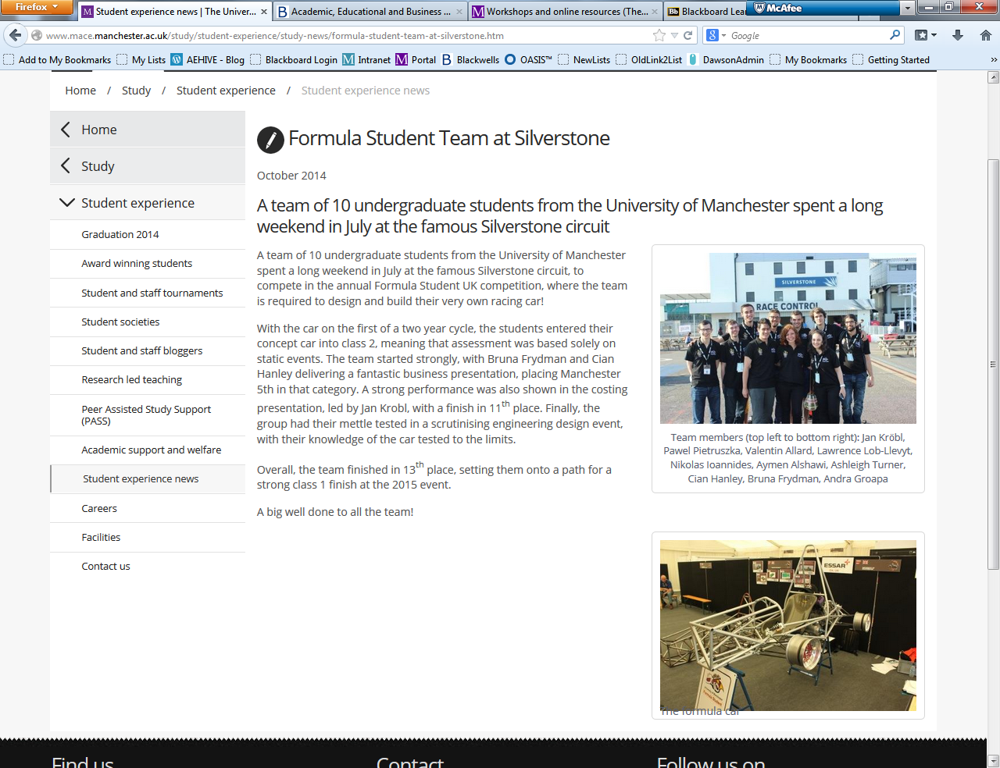 Firefox
Student experience news | The Univer...
Academic, Educational and Business ...
Workshops and online resources (The...
Blackboard Lea
McAfee
www.mace.manchester.ac.uk/study/student-experience/study-news/formula-student-team-at-silverstone.htm
Google
Add to My Bookmarks
My Lists
AEHIVE - Blog
Blackboard Login
Intranet
Portal
Blackwells
OASIS™
NewLists
OldLink2List
DawsonAdmin
My Bookmarks
Getting Started
Home / Study / Student experience / Student experience news
Home
Study
Student experience
Graduation 2014
Award winning students
Student and staff tournaments
Student societies
Student and staff bloggers
Research led teaching
Peer Assisted Study Support
(PASS)
Academic support and welfare
Student experience news
Careers
Facilities
Contact us
Formula Student Team at Silverstone
October 2014
A team of 10 undergraduate students from the University of Manchester spent a long
weekend in July at the famous Silverstone circuit
A team of 10 undergraduate students from the University of Manchester
spent a long weekend in July at the famous Silverstone circuit, to
compete in the annual Formula Student UK competition, where the team
is required to design and build their very own racing car!
With the car on the first of a two year cycle, the students entered their
concept car into class 2, meaning that assessment was based solely on
static events. The team started strongly, with Bruna Frydman and Cian
Hanley delivering a fantastic business presentation, placing Manchester
5th in that category. A strong performance was also shown in the costing
presentation, led by Jan Krobl, with a finish in 11th place. Finally, the
group had their mettle tested in a scrutinising engineering design event,
with their knowledge of the car tested to the limits.
Overall, the team finished in 13th place, setting them onto a path for a
strong class 1 finish at the 2015 event.
A big well done to all the team!
SILVERSTONE
RACE CONTROL
Team members (top left to bottom right): Jan Kröbl,
Pawel Pietruszka, Valentin Allard, Lawrence Lob-Llevyt,
Nikolas Ioannides, Aymen Alshawi, Ashleigh Turner,
Cian Hanley, Bruna Frydman, Andra Groapa
ESSAR
Formula Student
The formula car
Find us
Contact
Follow us on